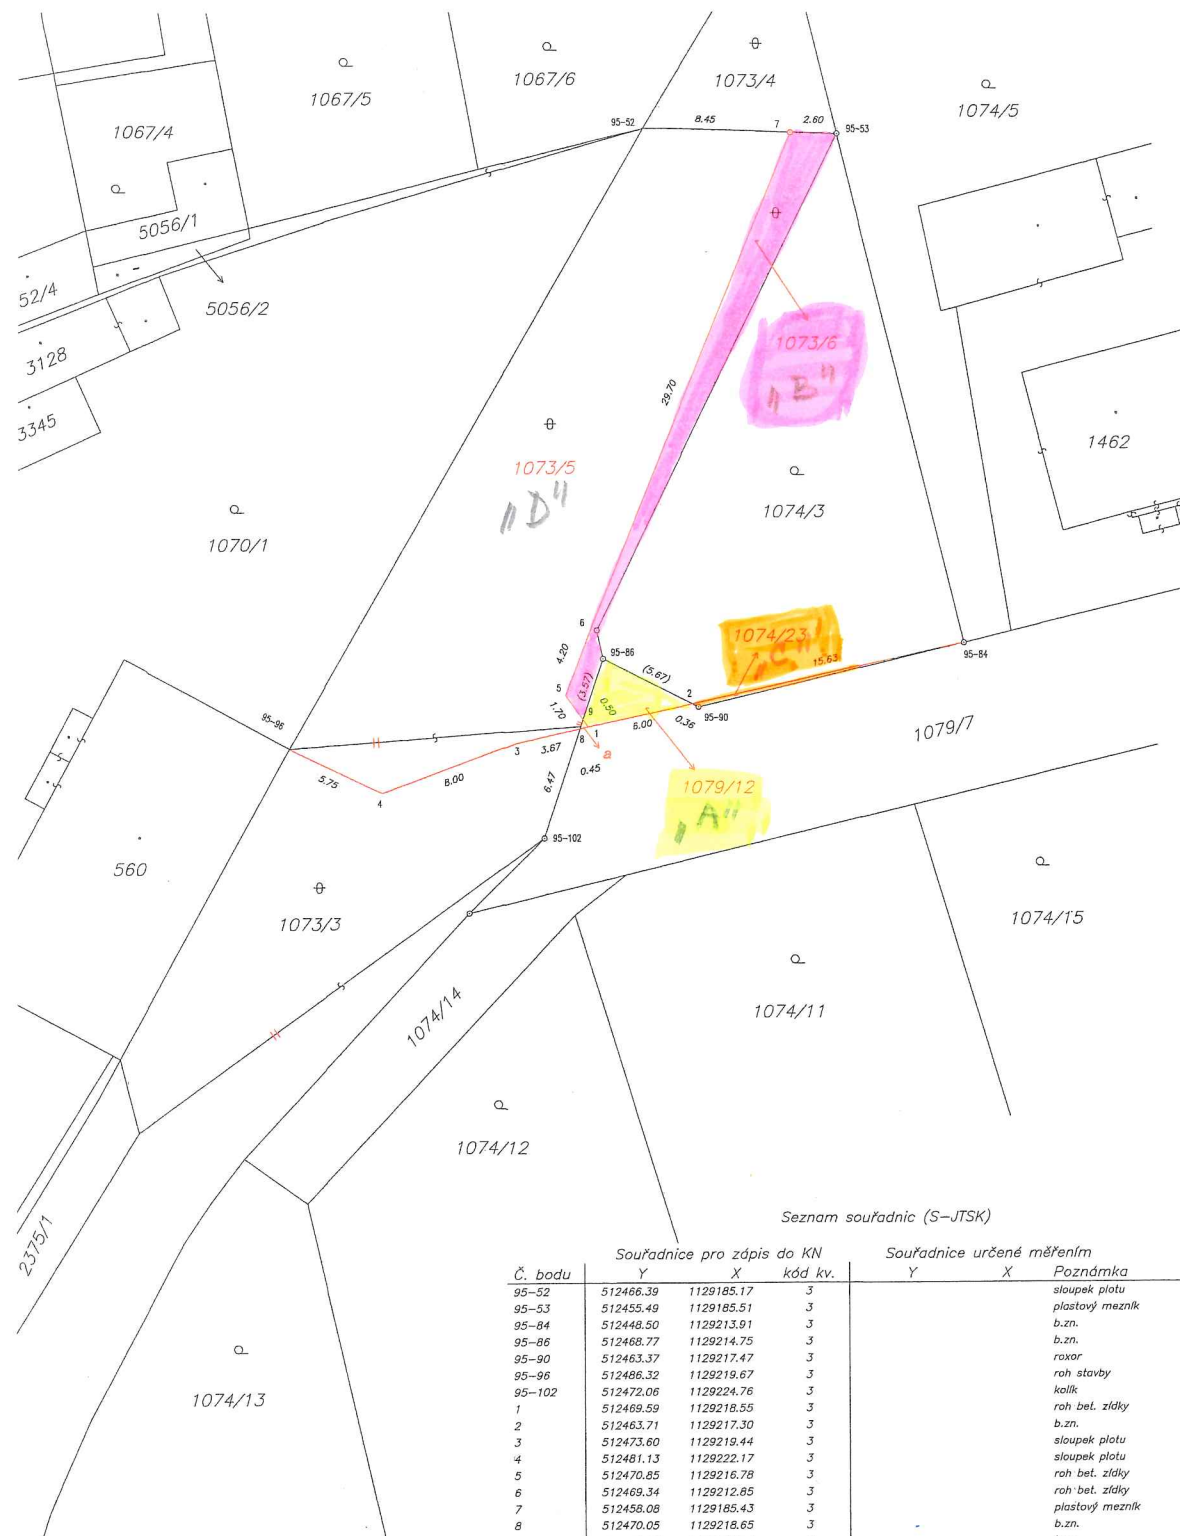 1067/6
1073/4
1067/5
1074/5
1067/4
95-52
8.45
7
2.60
95-53
5056/1
52/4
5056/2
3128
3345
1073/6
"B"
29.70
1462
1073/5
"D"
1074/3
1070/1
6
4.20
95-86
1074/23
"C"
15.63
95-84
5
(3.57)
(5.67)
1.70
9
0.50
2
95-96
95-90
6.00
0.36
8
1
3
3.67
a
0.45
1079/7
5.75
8.00
4
6.47
1079/12
"A"
95-102
560
1073/3
1074/15
1074/14
1074/11
1074/12
2375/1
1074/13
Seznam souřadnic (S-JTSK)
Souřadnice pro zápis do KN Souřadnice určené měřením
Č. bodu Y X kód kv. Y X Poznámka
95-52 512466.39 1129185.17 3 sloupek plotu
95-53 512455.49 1129185.51 3 plastový mezník
95-84 512448.50 1129213.91 3 b.zn.
95-86 512468.77 1129214.75 3 b.zn.
95-90 512463.37 1129217.47 3 roxor
95-96 512486.32 1129219.67 3 roh stavby
95-102 512472.06 1129224.76 3 kolík
1 512469.59 1129218.55 3 roh bet. zídky
2 512463.71 1129217.30 3 b.zn.
3 512473.60 1129219.44 3 sloupek plotu
4 512481.13 1129222.17 3 sloupek plotu
5 512470.85 1129216.78 3 roh bet. zídky
6 512469.34 1129212.85 3 roh bet. zídky
7 512458.08 1129185.43 3 plastový mezník
8 512470.05 1129218.65 3 b.zn.